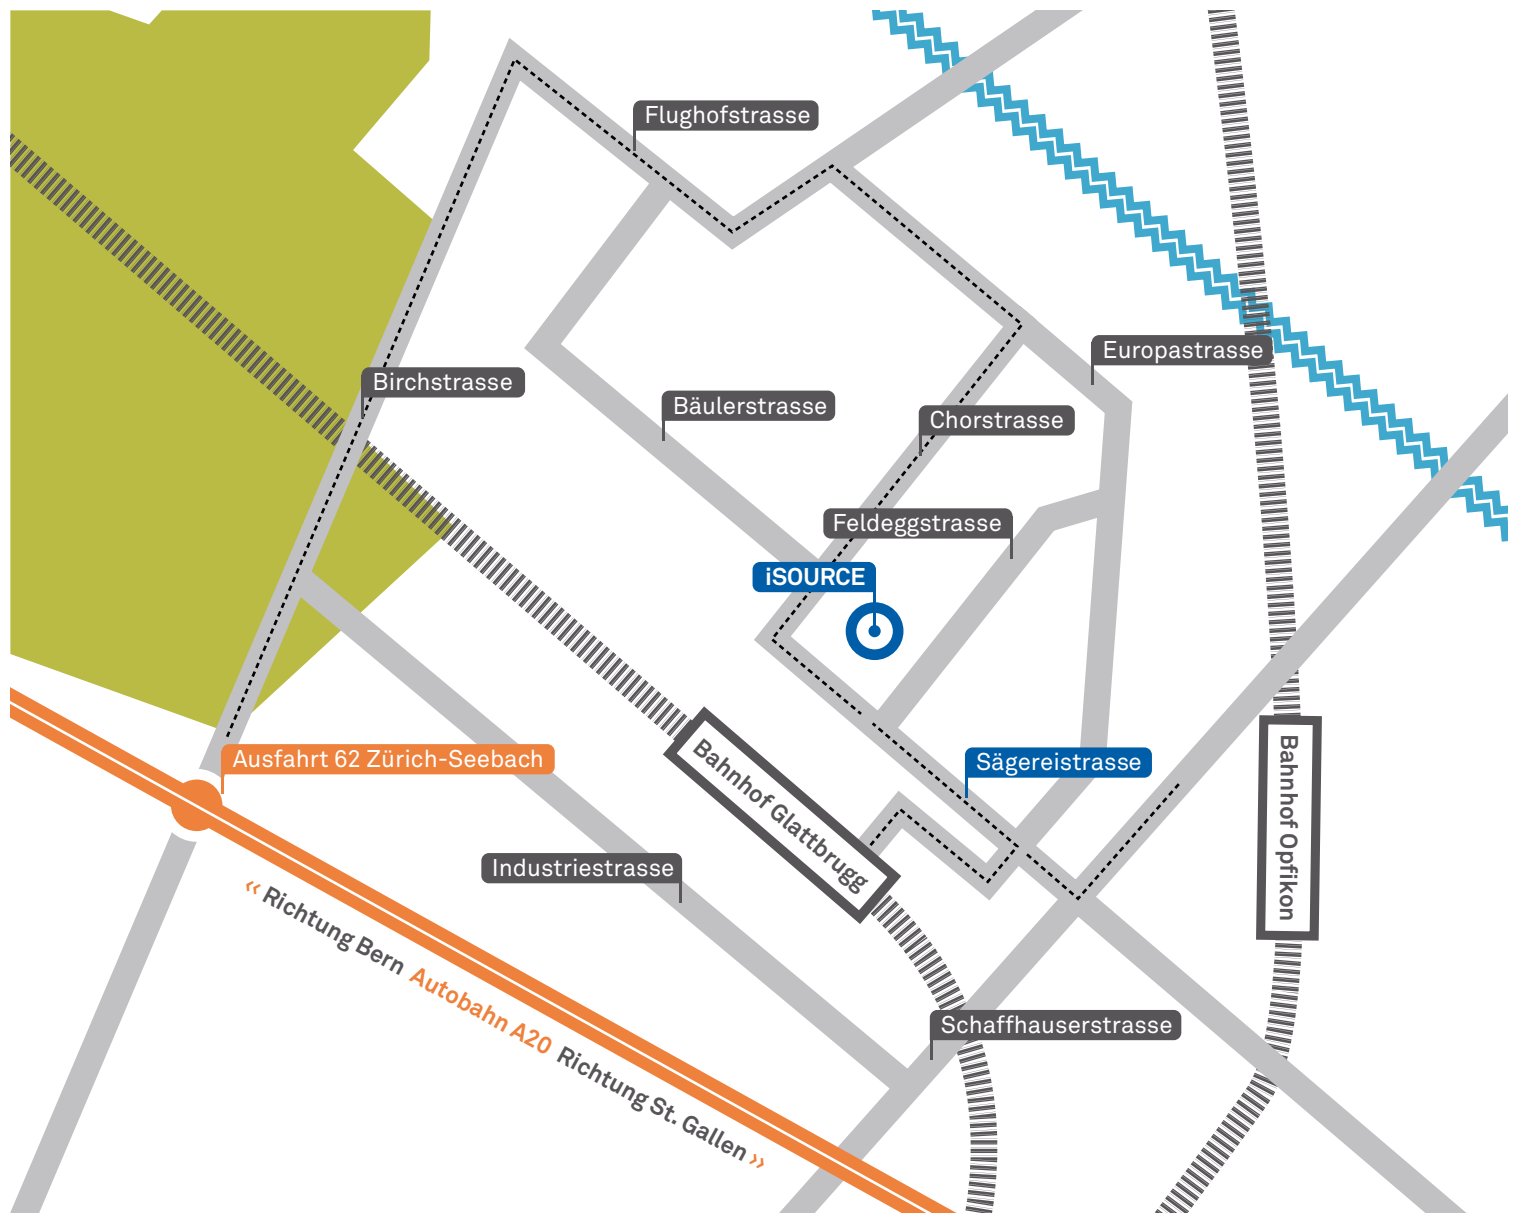 Flughofstrasse
Europastrasse
Birchstrasse
Bäulerstrasse
Chorstrasse
Feldeggstrasse
iSOURCE
Sägereistrasse
Ausfahrt 62 Zürich-Seebach
Bahnhof Glattbrugg
Bahnhof Opfikon
Industriestrasse
‹‹ Richtung Bern Autobahn A20 Richtung St. Gallen ››
Schaffhauserstrasse